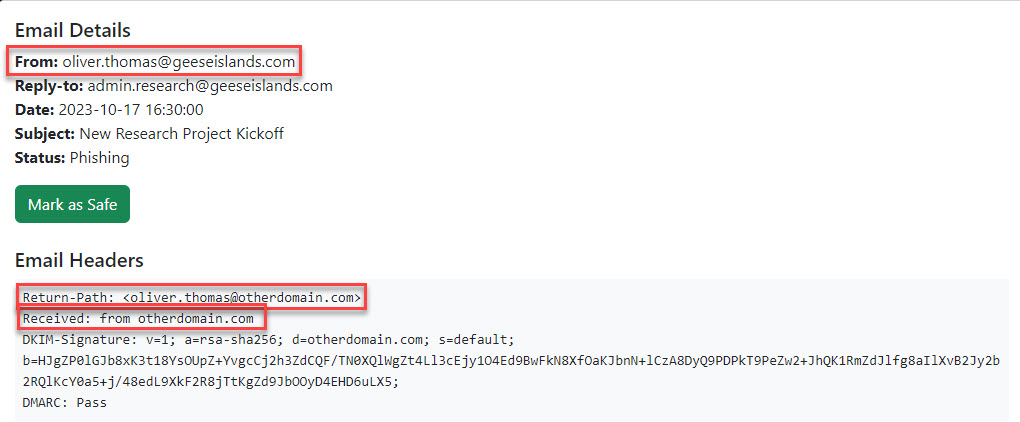 Email Details
From: oliver.thomas@geeseislands.com
Reply-to: admin.research@geeseislands.com
Date: 2023-10-17 16:30:00
Subject: New Research Project Kickoff
Status: Phishing
Mark as Safe
Email Headers
Return-Path: <oliver.thomas@otherdomain.com>
Received: from otherdomain.com
DKIM-Signature: v=1; a=rsa-sha256; d=otherdomain.com; s=default;
b=HJgZP0lGJb8xK3t18YsOUpZ+YvgcCj2h3ZdCQF/TN0XQlWgZt4Ll3cEjy1O4Ed9BwFkN8XfOaKJbnN+lCzA8DyQ9PDPkT9PeZw2+JhQK1RmZdJlfg8aIlXvB2Jy2b
2RQlKcY0a5+j/48edL9XkF2R8jTtKgZd9JbOOyD4EHD6uLX5;
DMARC: Pass